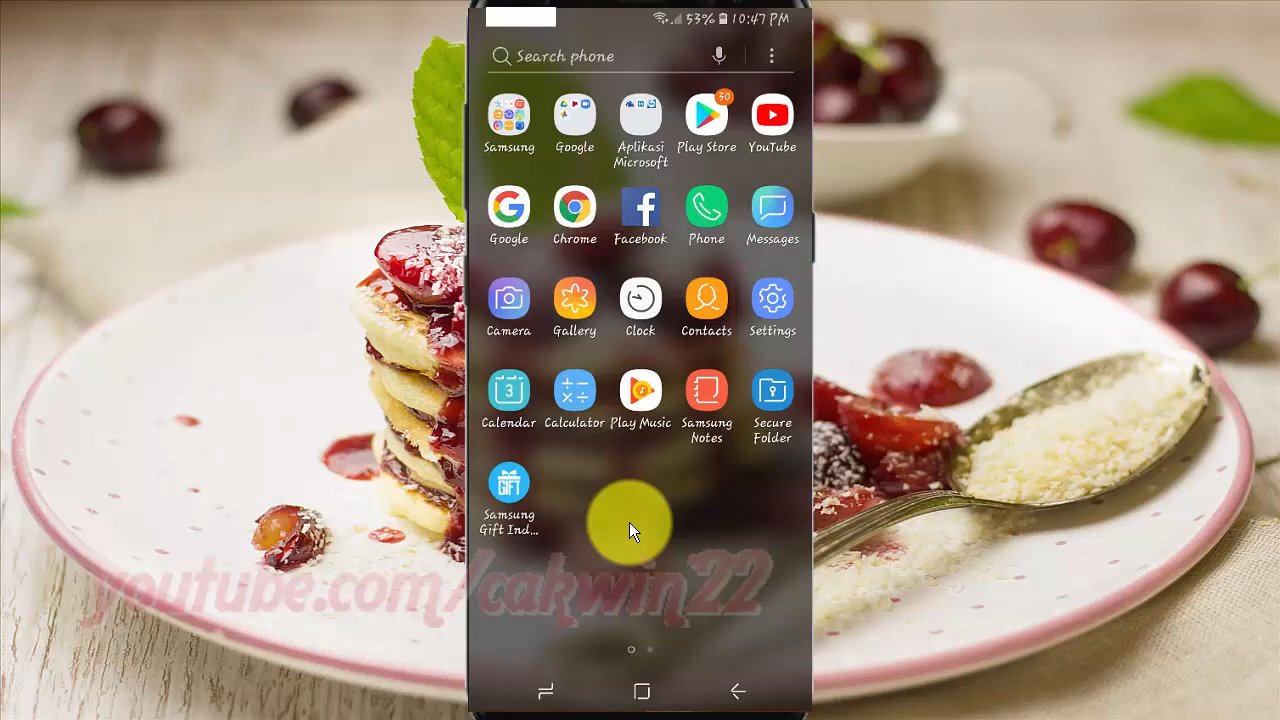 53% 10:47 PM
Search phone
30
Samsung Google Aplikasi Microsoft Play Store YouTube
Google Chrome Facebook Phone Messages
Camera Gallery Clock Contacts Settings
3
Calendar Calculator Play Music Samsung Notes Secure Folder
GIFT
Samsung Gift Ind...
youtube.com/cakwin22